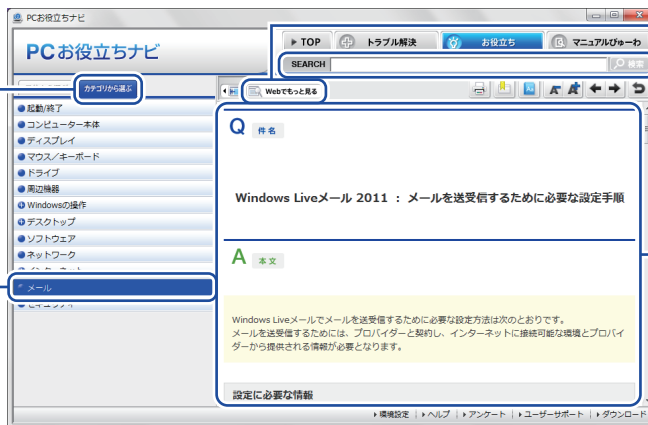 PCお役立ちナビ
PCお役立ちナビ
TOP
トラブル解決
お役立ち
マニュアルびゅーわ
SEARCH
検索
カテゴリから選ぶ
Webでもっと見る
起動/終了
コンピューター本体
ディスプレイ
マウス／キーボード
ドライブ
周辺機器
Windowsの操作
デスクトップ
ソフトウェア
ネットワーク
メール
セキュリティ
Q 件名
Windows Liveメール 2011 ： メールを送受信するために必要な設定手順
A 本文
Windows Liveメールでメールを送受信するために必要な設定方法は次のとおりです。
メールを送受信するためには、プロバイダーと契約し、インターネットに接続可能な環境とプロバイ
ダーから提供される情報が必要となります。
設定に必要な情報
環境設定 | ヘルプ | アンケート | ユーザーサポート | ダウンロード